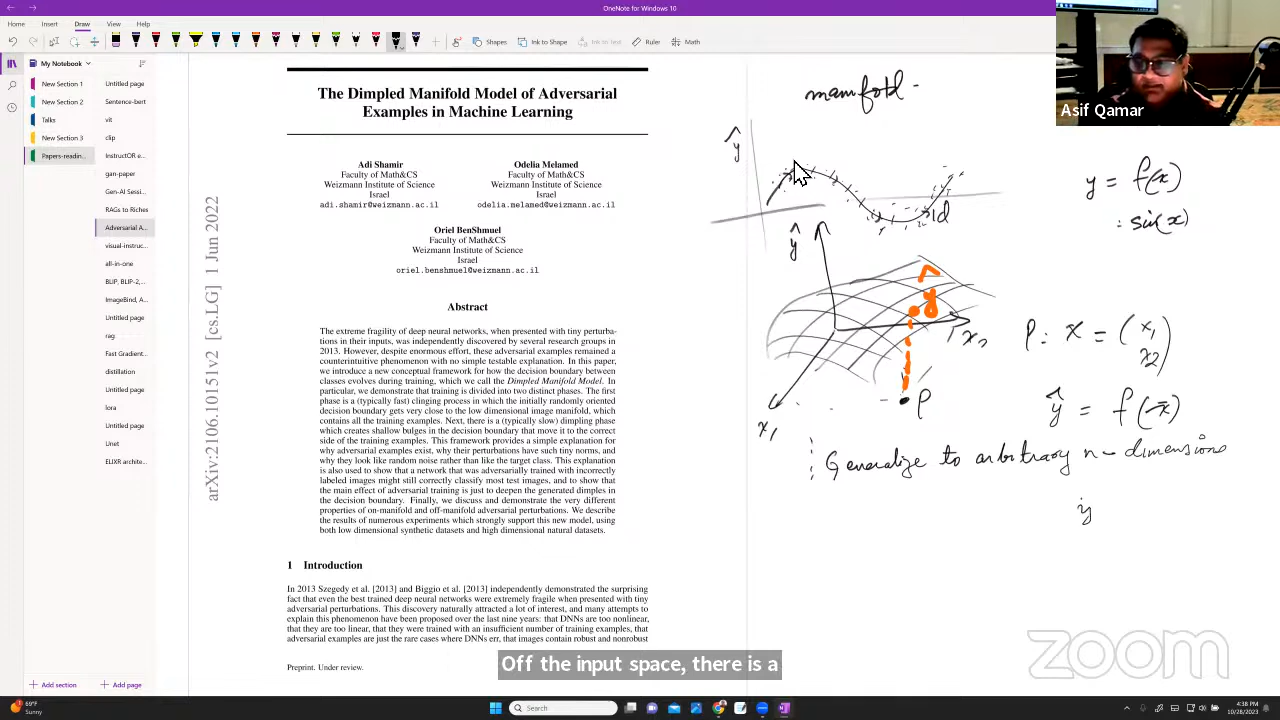 OneNote for Windows 10
Home
Insert
Draw
Shapes
Ink to Shape
Ink to Text
Ruler
Math
My Notebook
New Section 1
New Section 2
Talks
New Section 3
Papers-readin...
Untitled page
Sentence-bert
vit
clip
InstructOR e...
gan-paper
Gen-AI Sessi...
RAGs to Riches
Adversarial A...
visual-instruc...
all-in-one
BLIP, BLIP-2,...
ImageBind, A...
Untitled page
rag
Fast Gradient...
distillation
Untitled page
lora
Untitled page
Unet
ELIXR archite...
Add section
Add page
arXiv:2106.10151v2 [cs.LG] 1 Jun 2022
The Dimpled Manifold Model of Adversarial
Examples in Machine Learning
Adi Shamir
Faculty of Math&CS
Weizmann Institute of Science
Israel
adi.shamir@weizmann.ac.il
Odelia Melamed
Faculty of Math&CS
Weizmann Institute of Science
Israel
odelia.melamed@weizmann.ac.il
Oriel BenShmuel
Faculty of Math&CS
Weizmann Institute of Science
Israel
oriel.benshmuel@weizmann.ac.il
Abstract
The extreme fragility of deep neural networks, when presented with tiny perturba-
tions in their inputs, was independently discovered by several research groups in
2013. However, despite enormous effort, these adversarial examples remained a
counterintuitive phenomenon with no simple testable explanation. In this paper,
we introduce a new conceptual framework for how the decision boundary between
classes evolves during training, which we call the Dimpled Manifold Model. In
particular, we demonstrate that training is divided into two distinct phases. The first
phase is a (typically fast) clinging process in which the initially randomly oriented
decision boundary gets very close to the low dimensional image manifold, which
contains all the training examples. Next, there is a (typically slow) dimpling phase
which creates shallow bulges in the decision boundary that move it to the correct
side of the training examples. This framework provides a simple explanation for
why adversarial examples exist, why their perturbations have such tiny norms, and
why they look like random noise rather than like the target class. This explanation
is also used to show that a network that was adversarially trained with incorrectly
labeled images might still correctly classify most test images, and to show that
the main effect of adversarial training is just to deepen the generated dimples in
the decision boundary. Finally, we discuss and demonstrate the very different
properties of on-manifold and off-manifold adversarial perturbations. We describe
the results of numerous experiments which strongly support this new model, using
both low dimensional synthetic datasets and high dimensional natural datasets.
1 Introduction
In 2013 Szegedy et al. [2013] and Biggio et al. [2013] independently demonstrated the surprising
fact that even the best trained deep neural networks were extremely fragile when presented with tiny
adversarial perturbations. This discovery naturally attracted a lot of interest, and many attempts to
explain this phenomenon have been proposed over the last nine years: that DNNs are too nonlinear,
that they are too linear, that they were trained with an insufficient number of training examples, that
adversarial examples are just the rare cases where DNNs err, that images contain robust and nonrobust
Preprint. Under review.
manifold -
ŷ
1d
y = f(x)
: sin(x)
ŷ
ŷ
x2
x1
P
P: x = (x1
x2)
ŷ = f(x̄)
Generalize to arbitrary n-dimensions
Asif Qamar
Off the input space, there is a
zoom
69°F
Sunny
Search
4:38 PM
10/28/2023